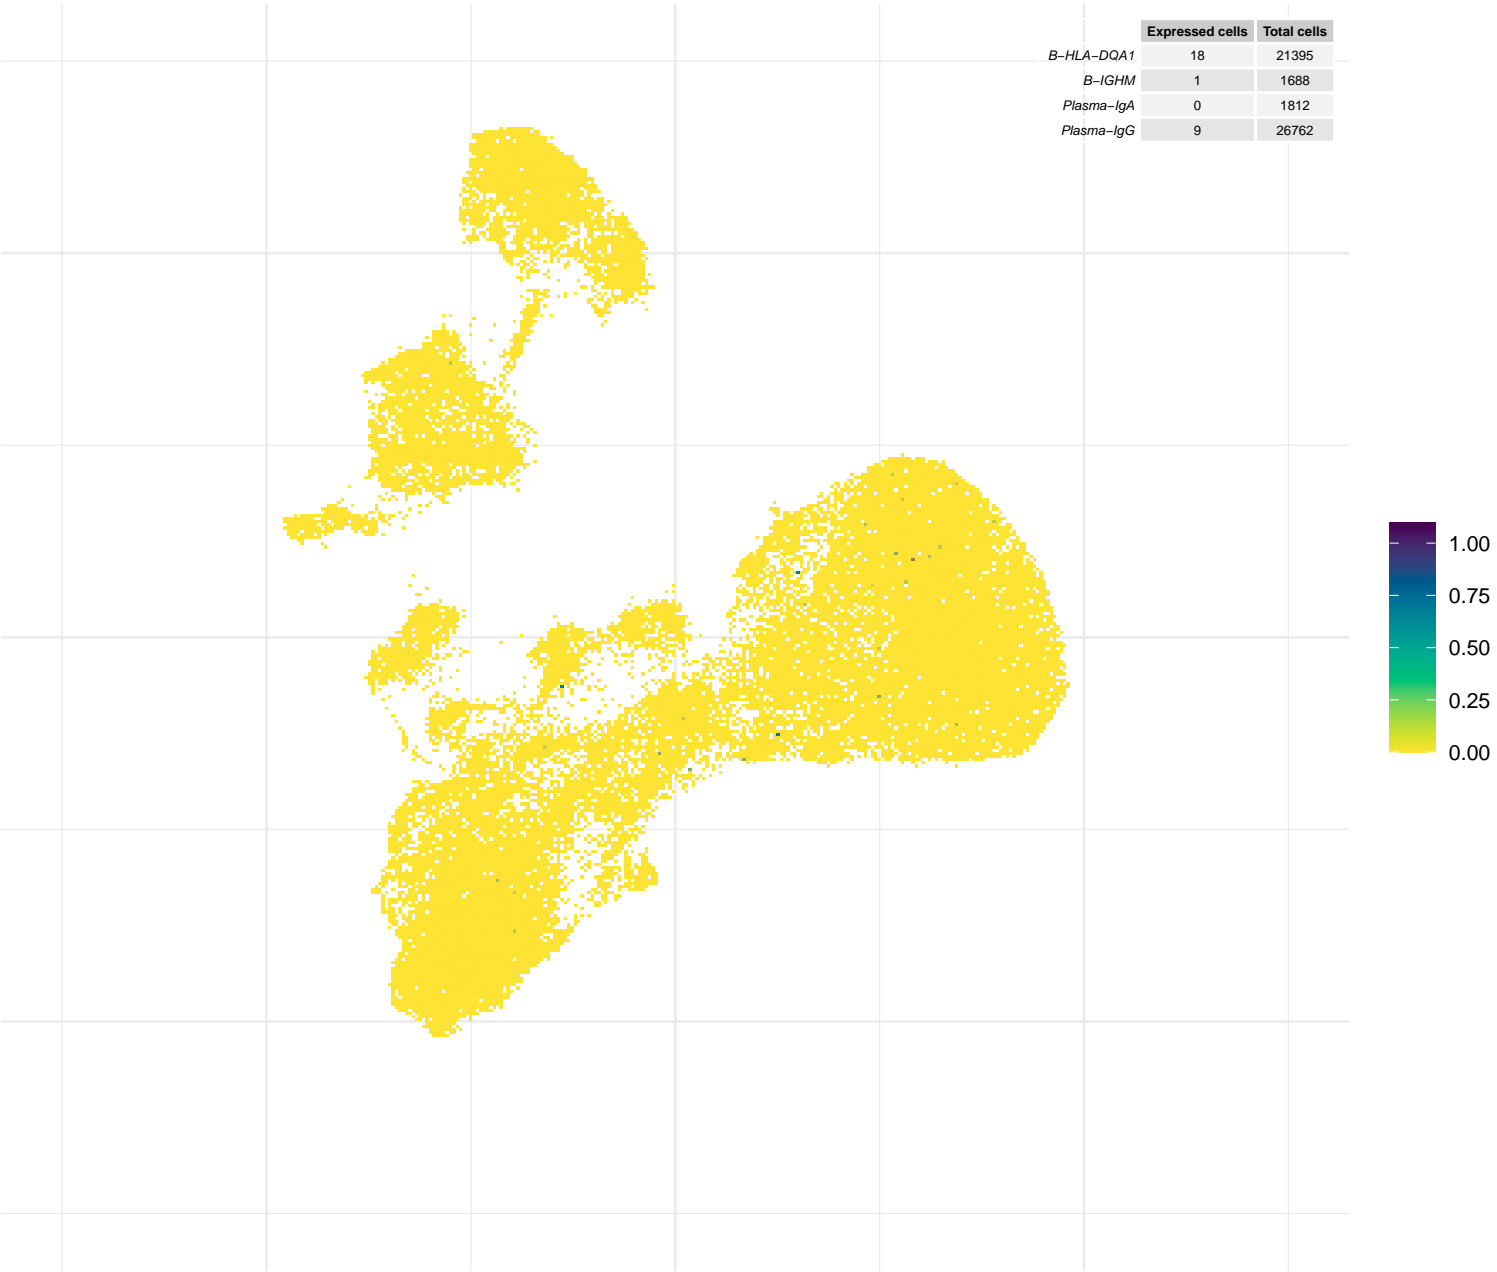 Expressed cells Total cells
B−HLA−DQA1 18 21395
B−IGHM 1 1688
Plasma−IgA 0 1812
Plasma−IgG 9 26762
1.00
0.75
0.50
0.25
0.00